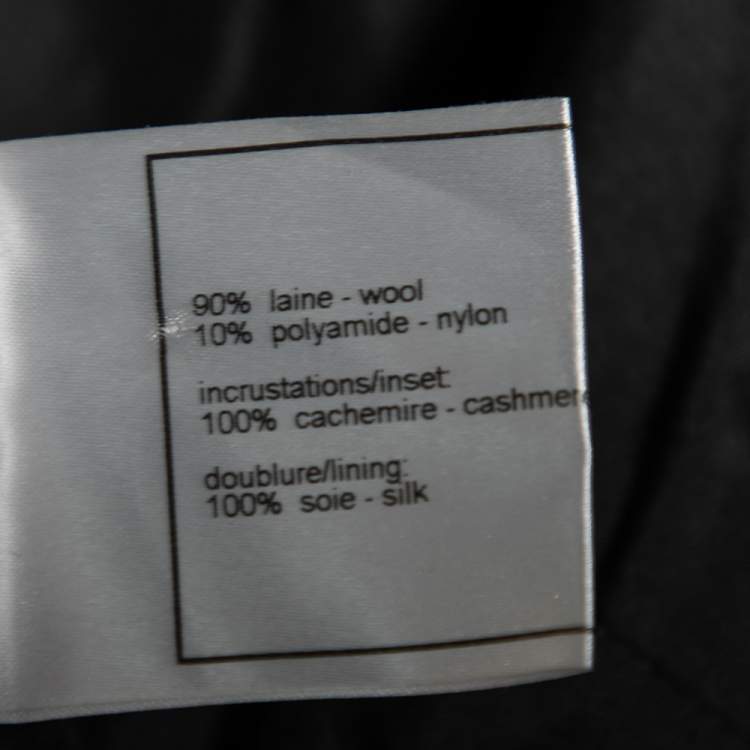 90% laine - wool
10% polyamide - nylon
incrustations/inset:
100% cachemire - cashmere
doublure/lining:
100% soie - silk